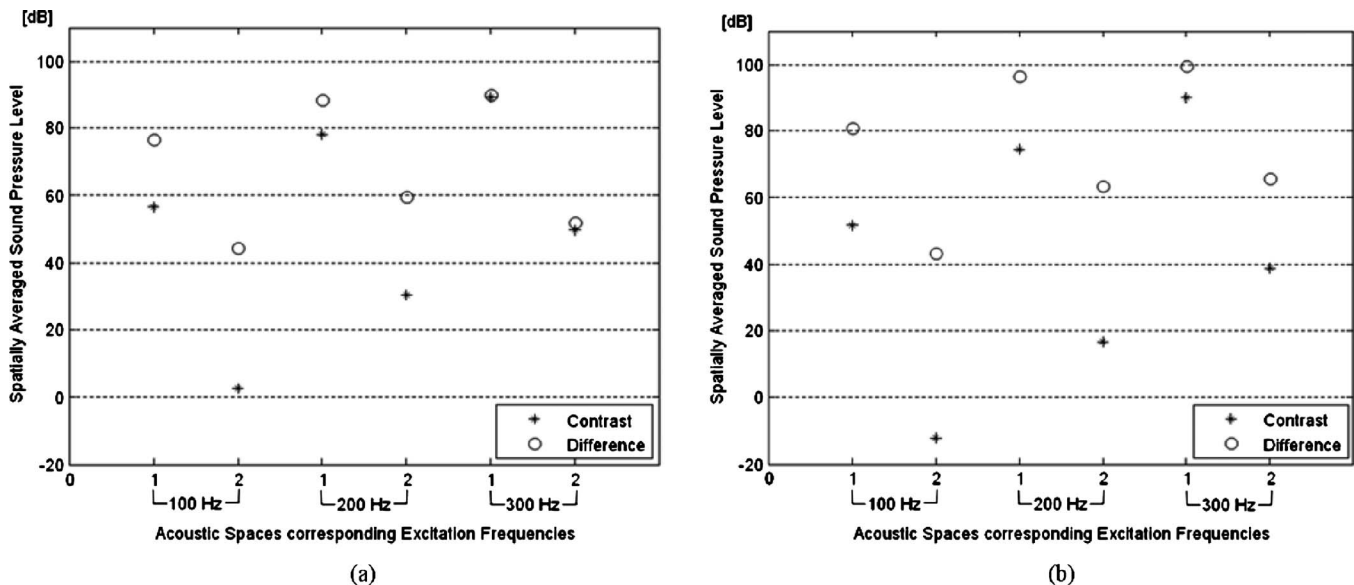 [dB]
Spatially Averaged Sound Pressure Level
100
80
60
40
20
0
-20
Contrast
Difference
0 1 2 1 2 1 2
100 Hz 200 Hz 300 Hz
Acoustic Spaces corresponding Excitation Frequencies
(a)
[dB]
Spatially Averaged Sound Pressure Level
100
80
60
40
20
0
-20
Contrast
Difference
0 1 2 1 2 1 2
100 Hz 200 Hz 300 Hz
Acoustic Spaces corresponding Excitation Frequencies
(b)